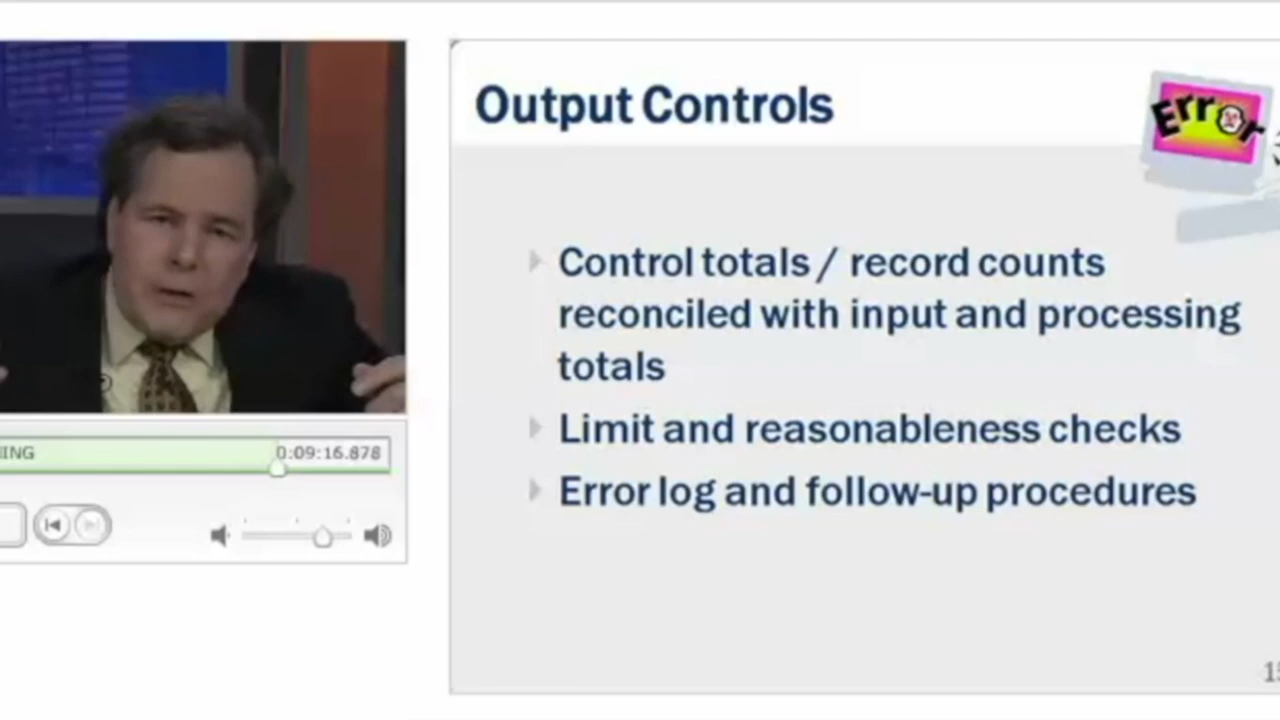 Output Controls
Error
Control totals / record counts
reconciled with input and processing
totals
Limit and reasonableness checks
Error log and follow-up procedures
0:09:16.878